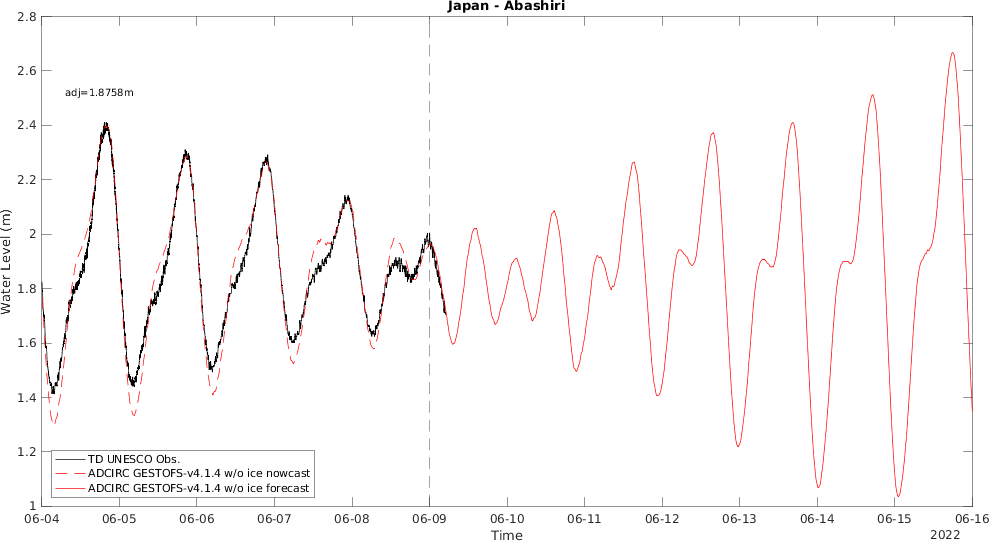 Japan - Abashiri
2.8
2.6
adj=1.8758m
2.4
2.2
2
Water Level (m)
1.8
1.6
1.4
1.2
TD UNESCO Obs.
ADCIRC GESTOFS-v4.1.4 w/o ice nowcast
ADCIRC GESTOFS-v4.1.4 w/o ice forecast
1
06-04 06-05 06-06 06-07 06-08 06-09 06-10 06-11 06-12 06-13 06-14 06-15 06-16
Time
2022